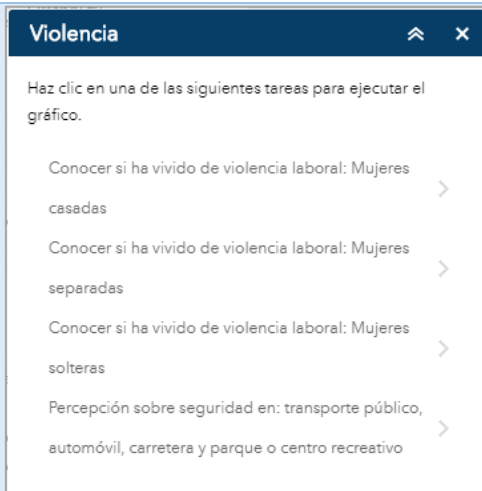 Violencia
Haz clic en una de las siguientes tareas para ejecutar el
gráfico.
Conocer si ha vivido de violencia laboral: Mujeres
casadas
Conocer si ha vivido de violencia laboral: Mujeres
separadas
Conocer si ha vivido de violencia laboral: Mujeres
solteras
Percepción sobre seguridad en: transporte público,
automóvil, carretera y parque o centro recreativo